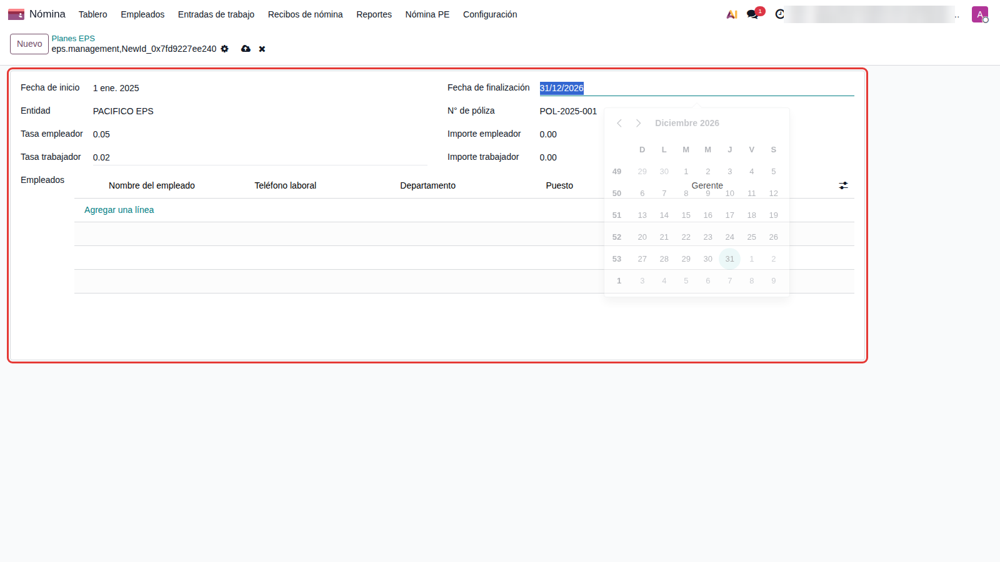 Nómina Tablero Empleados Entradas de trabajo Recibos de nómina Reportes Nómina PE Configuración AI 1 .. A
Nuevo
Planes EPS
eps.management,NewId_0x7fd9227ee240
Fecha de inicio 1 ene. 2025 Fecha de finalización 31/12/2026
Entidad PACIFICO EPS N° de póliza POL-2025-001
Tasa empleador 0.05 Importe empleador 0.00
Tasa trabajador 0.02 Importe trabajador 0.00
Empleados
Nombre del empleado Teléfono laboral Departamento Puesto Gerente
Agregar una línea
Diciembre 2026
D L M M J V S
49 29 30 1 2 3 4 5
50 6 7 8 9 10 11 12
51 13 14 15 16 17 18 19
52 20 21 22 23 24 25 26
53 27 28 29 30 31 1 2
1 3 4 5 6 7 8 9